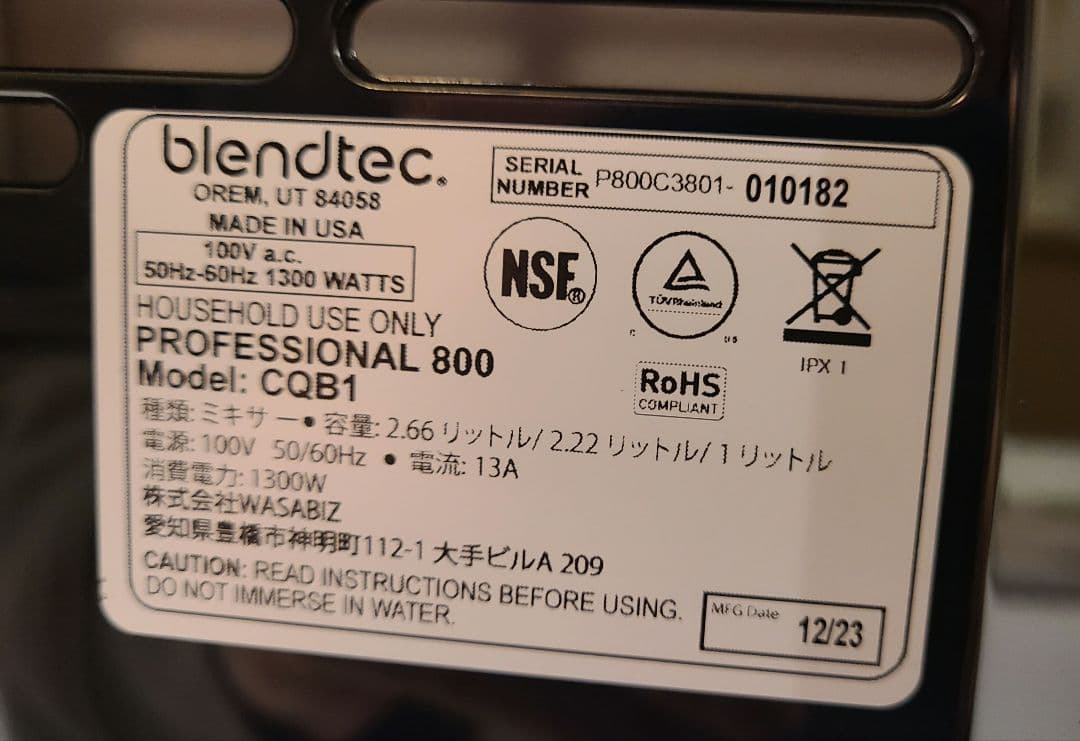 blendtec®
OREM, UT 84058
MADE IN USA
100V a.c.
50Hz-60Hz 1300 WATTS
HOUSEHOLD USE ONLY
PROFESSIONAL 800
Model: CQB1
SERIAL NUMBER P800C3801- 010182
NSF®
TÜVRheinland
C US
IPX 1
RoHS
COMPLIANT
種類: ミキサー● 容量: 2.66 リットル/ 2.22 リットル/ 1 リットル
電源: 100V 50/60Hz ● 電流: 13A
消費電力: 1300W
株式会社WASABIZ
愛知県豊橋市神明町112-1 大手ビルA 209
CAUTION: READ INSTRUCTIONS BEFORE USING.
DO NOT IMMERSE IN WATER.
MFG Date 12/23